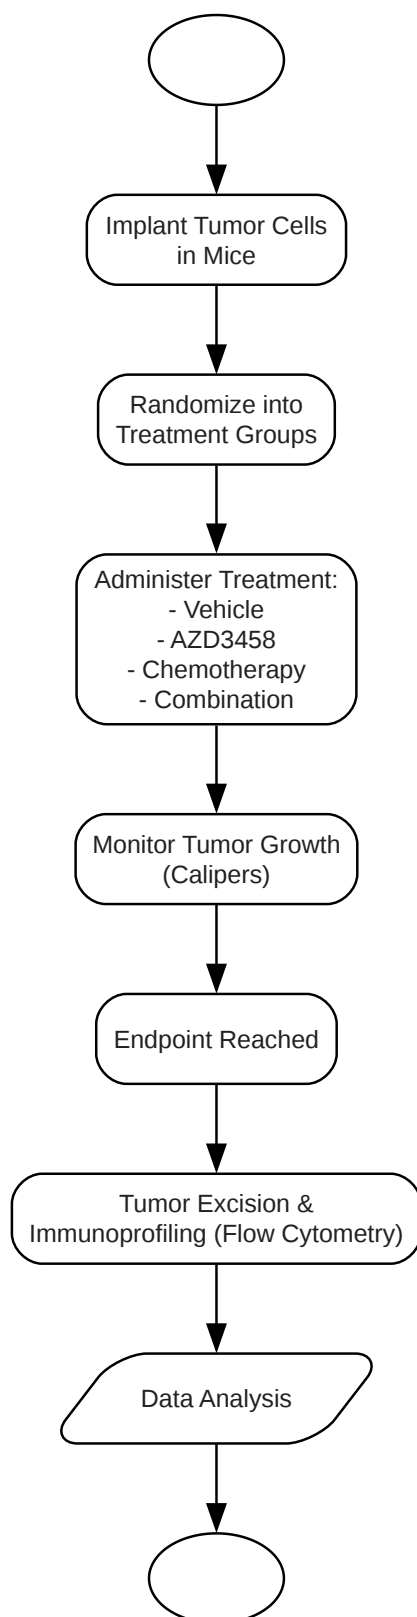 Implant Tumor Cells
in Mice
Randomize into
Treatment Groups
Administer Treatment:
- Vehicle
- AZD3458
- Chemotherapy
- Combination
Monitor Tumor Growth
(Calipers)
Endpoint Reached
Tumor Excision &
Immunoprofiling (Flow Cytometry)
Data Analysis